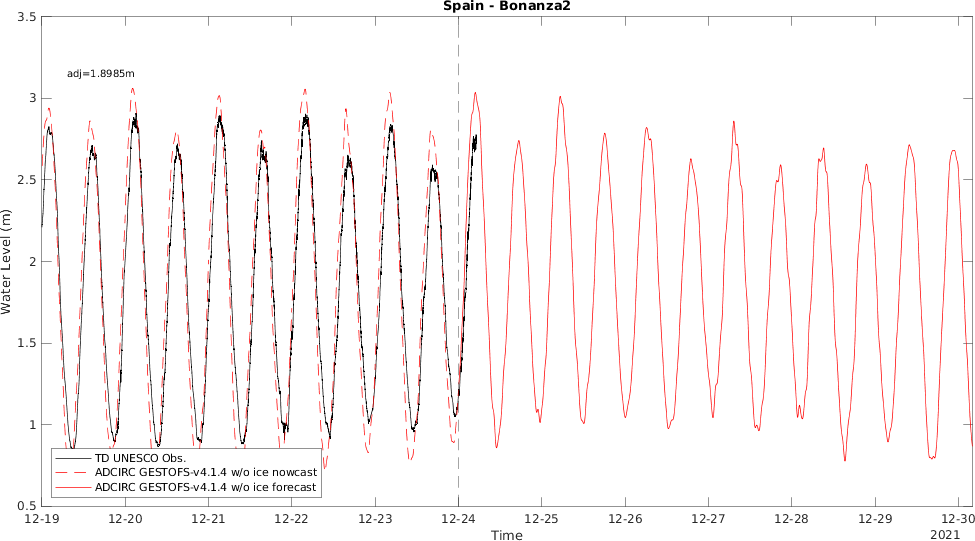 Spain - Bonanza2
3.5
adj=1.8985m
3
2.5
2
1.5
1
0.5
Water Level (m)
TD UNESCO Obs.
ADCIRC GESTOFS-v4.1.4 w/o ice nowcast
ADCIRC GESTOFS-v4.1.4 w/o ice forecast
12-19 12-20 12-21 12-22 12-23 12-24 12-25 12-26 12-27 12-28 12-29 12-30
Time
2021